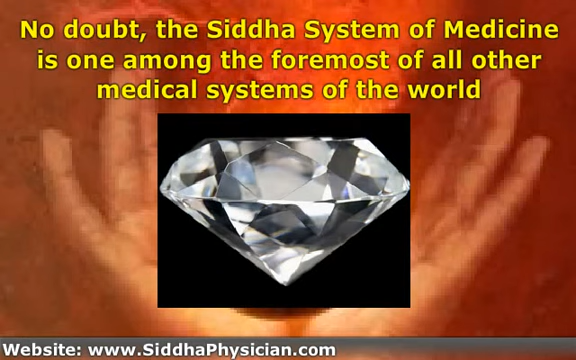 No doubt, the Siddha System of Medicine
is one among the foremost of all other
medical systems of the world
Website: www.SiddhaPhysician.com